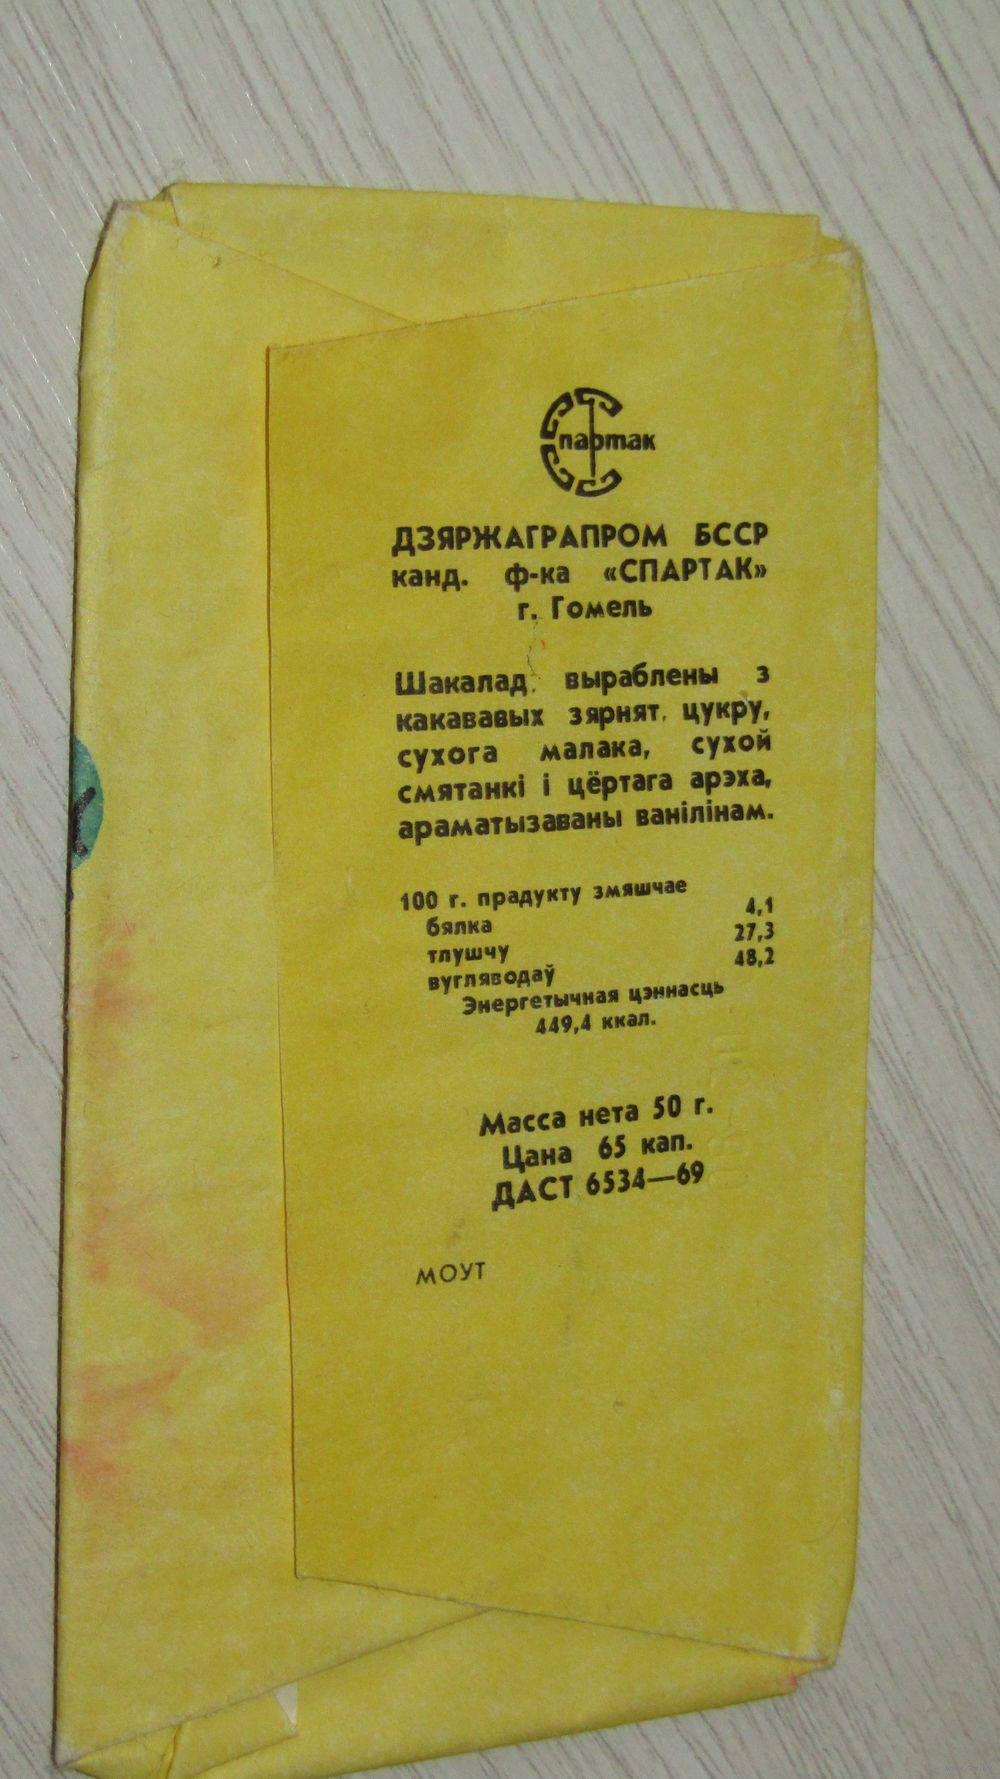 Спартак
ДЗЯРЖАГРАПРОМ БССР
канд. ф-ка «СПАРТАК»
г. Гомель
Шакалад выраблены з
какававых зярнят, цукру,
сухога малака, сухой
смятанкі і цёртага арэха,
араматызаваны ванілінам.
100 г. прадукту змяшчае
бялка 4,1
тлушчу 27,3
вугляводаў 48,2
Энергетычная цэннасць
449,4 ккал.
Масса нета 50 г.
Цана 65 кап.
ДАСТ 6534—69
МОУТ